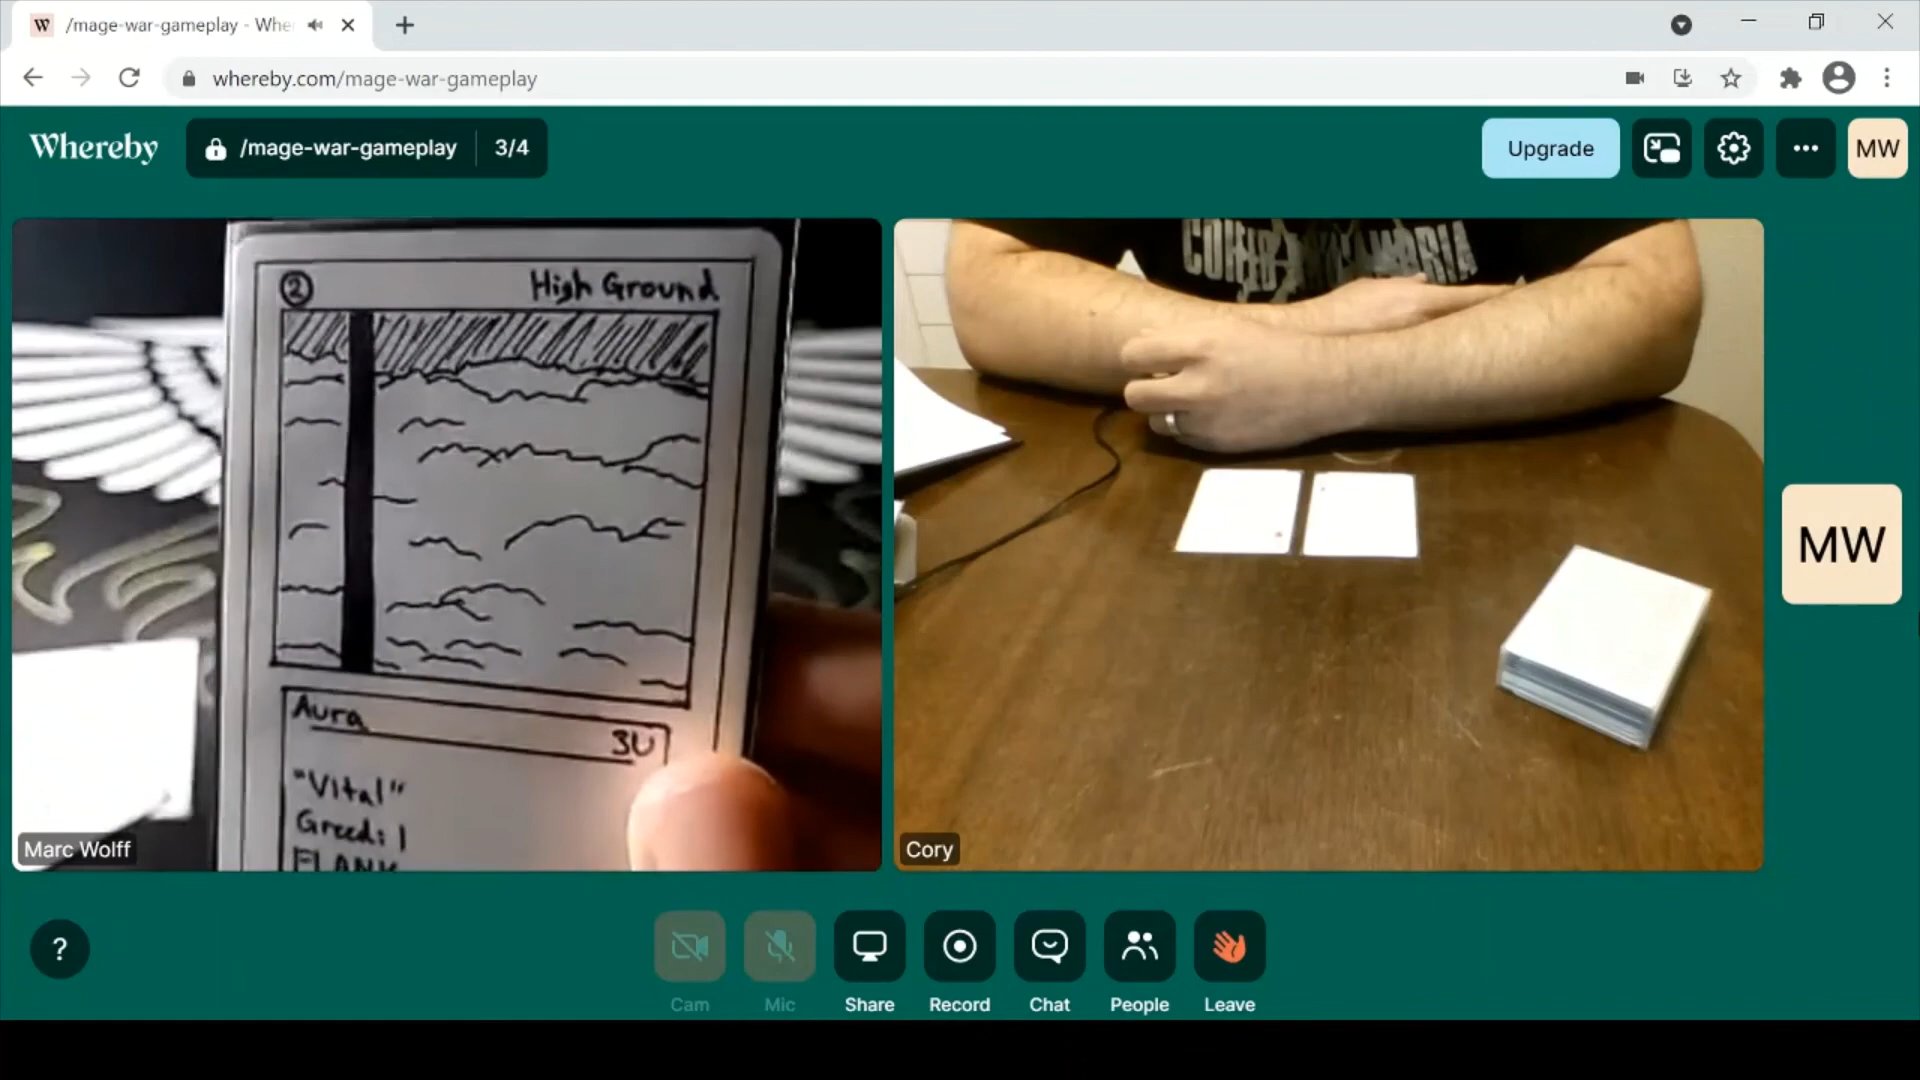 W /mage-war-gameplay - Whe
whereby.com/mage-war-gameplay
Whereby
/mage-war-gameplay 3/4
Upgrade
MW
2 High Ground
Aura
3U
"Vital"
Greed: 1
FLANK
Marc Wolff
Cory
MW
?
Cam Mic Share Record Chat People Leave